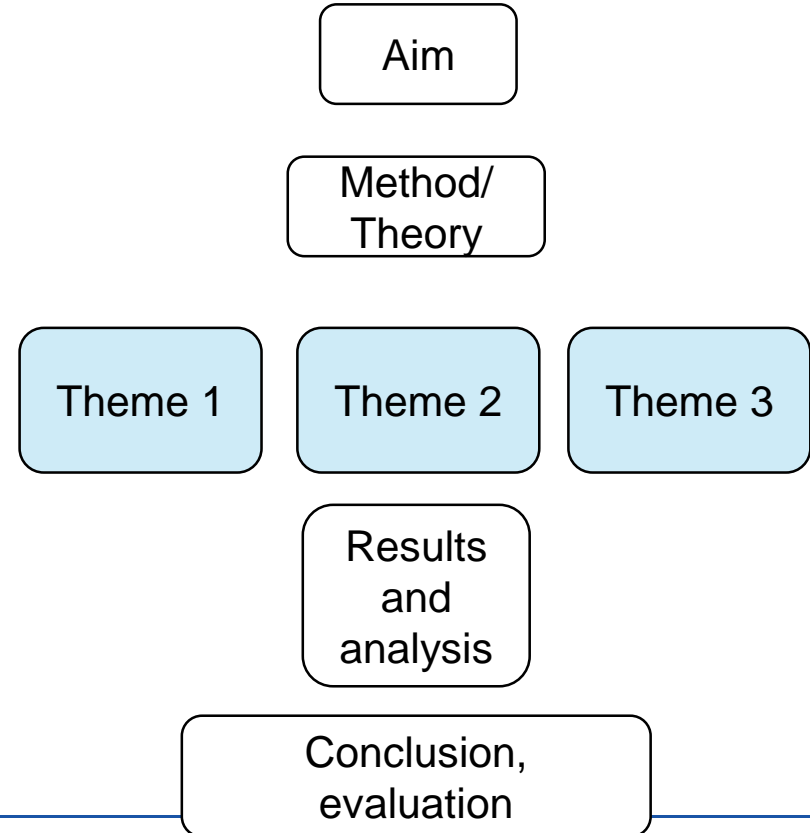 Aim
Method/
Theory
Theme 1
Theme 2
Theme 3
Results
and
analysis
Conclusion,
evaluation